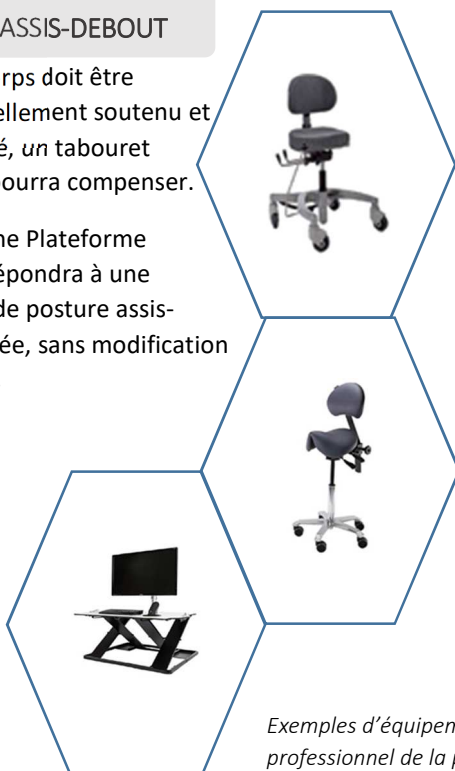 ASSIS-DEBOUT
rps doit être
ellement soutenu et
é, un tabouret
pourra compenser.
ne Plateforme
épondra à une
de posture assis-
ée, sans modification
Exemples d'équipen
professionnel de la p